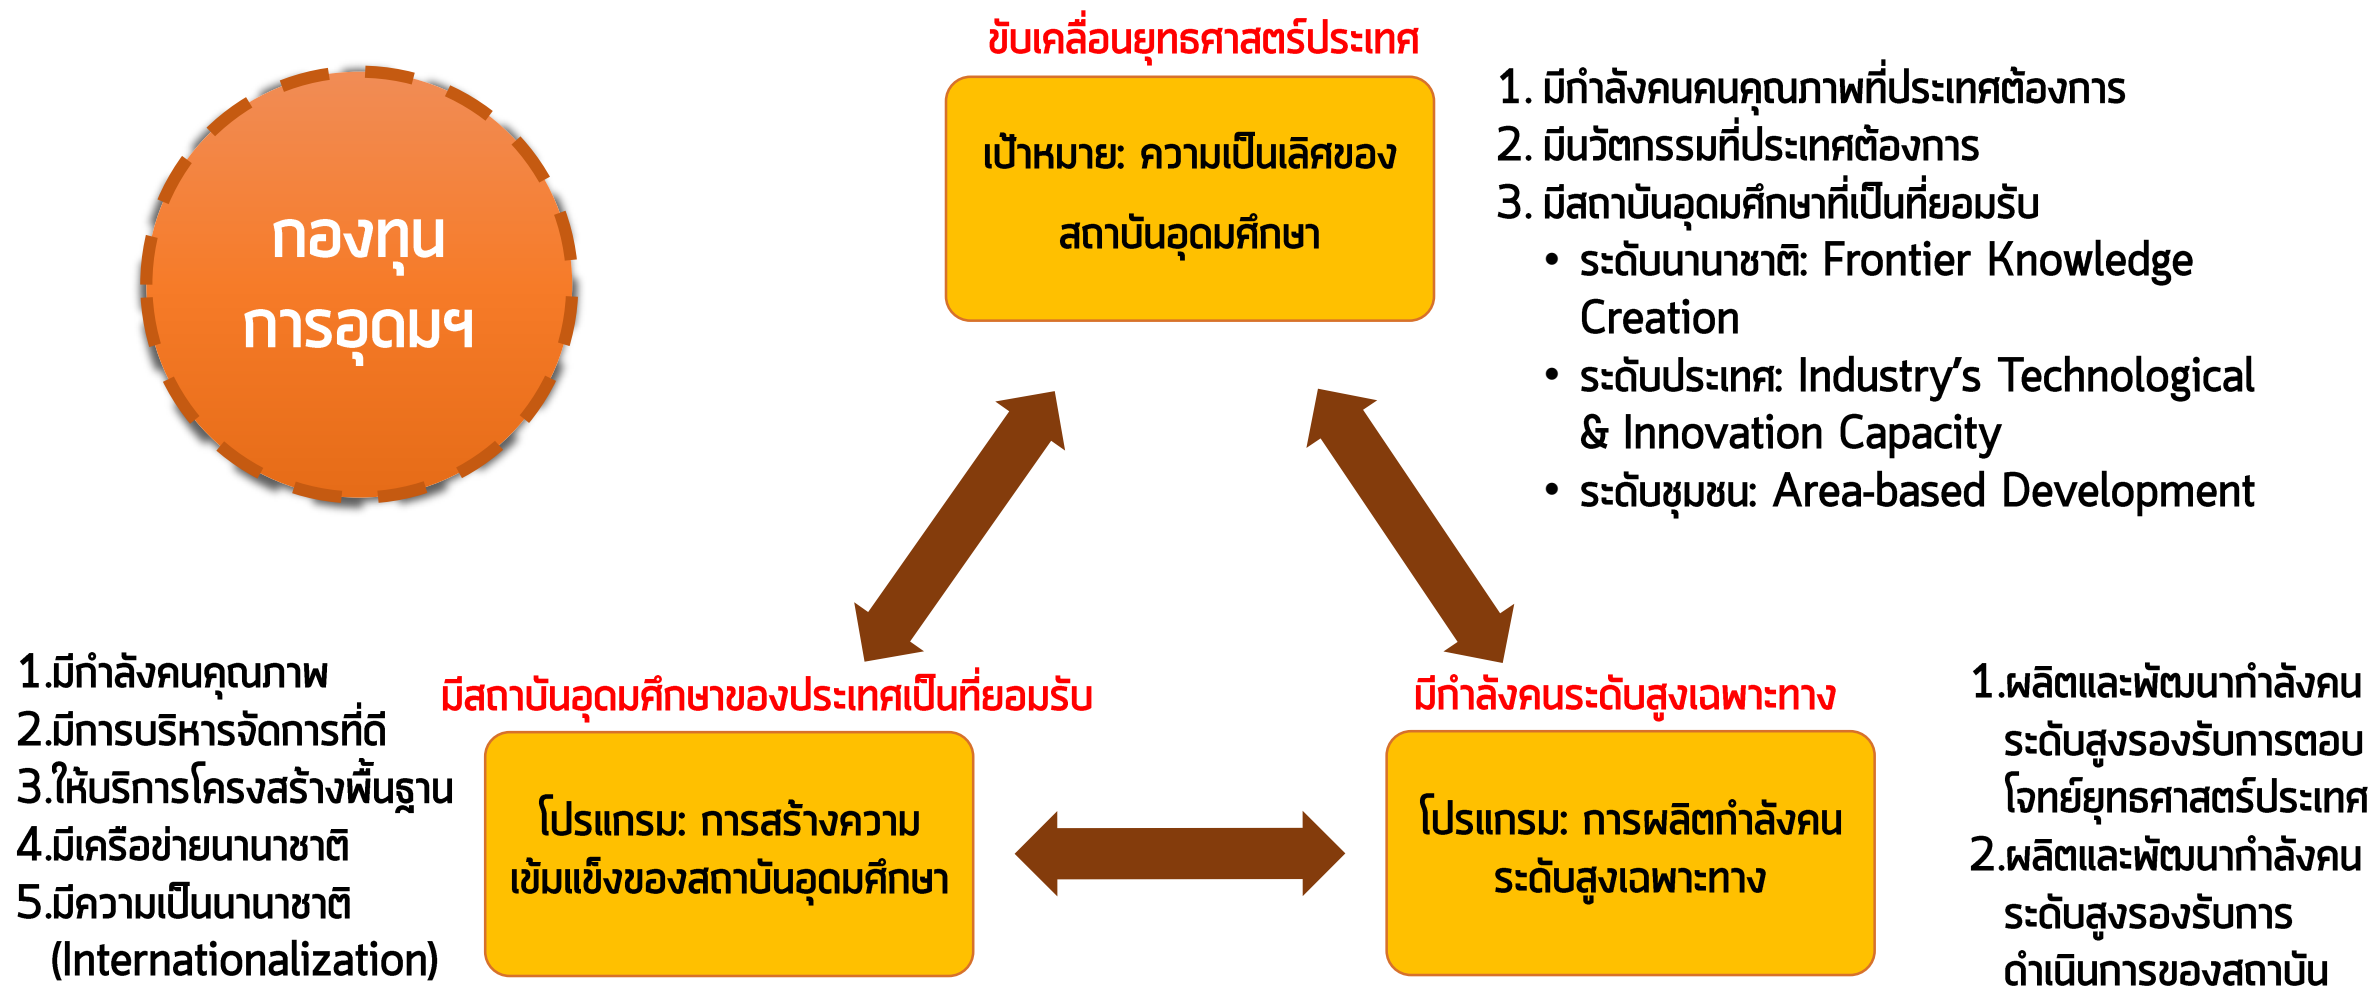 ขับเคลื่อนยุทธศาสตร์ประเทศ
กองทุน
การอุดมฯ
เป้าหมาย: ความเป็นเลิศของ
สถาบันอุดมศึกษา
1. มีกำลังคนคนคุณภาพที่ประเทศต้องการ
2. มีนวัตกรรมที่ประเทศต้องการ
3. มีสถาบันอุดมศึกษาที่เป็นที่ยอมรับ
• ระดับนานาชาติ: Frontier Knowledge
Creation
• ระดับประเทศ: Industry’s Technological
& Innovation Capacity
• ระดับชุมชน: Area-based Development
1.มีกำลังคนคุณภาพ
2.มีการบริหารจัดการที่ดี
3.ให้บริการโครงสร้างพื้นฐาน
4.มีเครือข่ายนานาชาติ
5.มีความเป็นนานาชาติ
(Internationalization)
มีสถาบันอุดมศึกษาของประเทศเป็นที่ยอมรับ
โปรแกรม: การสร้างความ
เข้มแข็งของสถาบันอุดมศึกษา
มีกำลังคนระดับสูงเฉพาะทาง
โปรแกรม: การผลิตกำลังคน
ระดับสูงเฉพาะทาง
1.ผลิตและพัฒนากำลังคน
ระดับสูงรองรับการตอบ
โจทย์ยุทธศาสตร์ประเทศ
2.ผลิตและพัฒนากำลังคน
ระดับสูงรองรับการ
ดำเนินการของสถาบัน